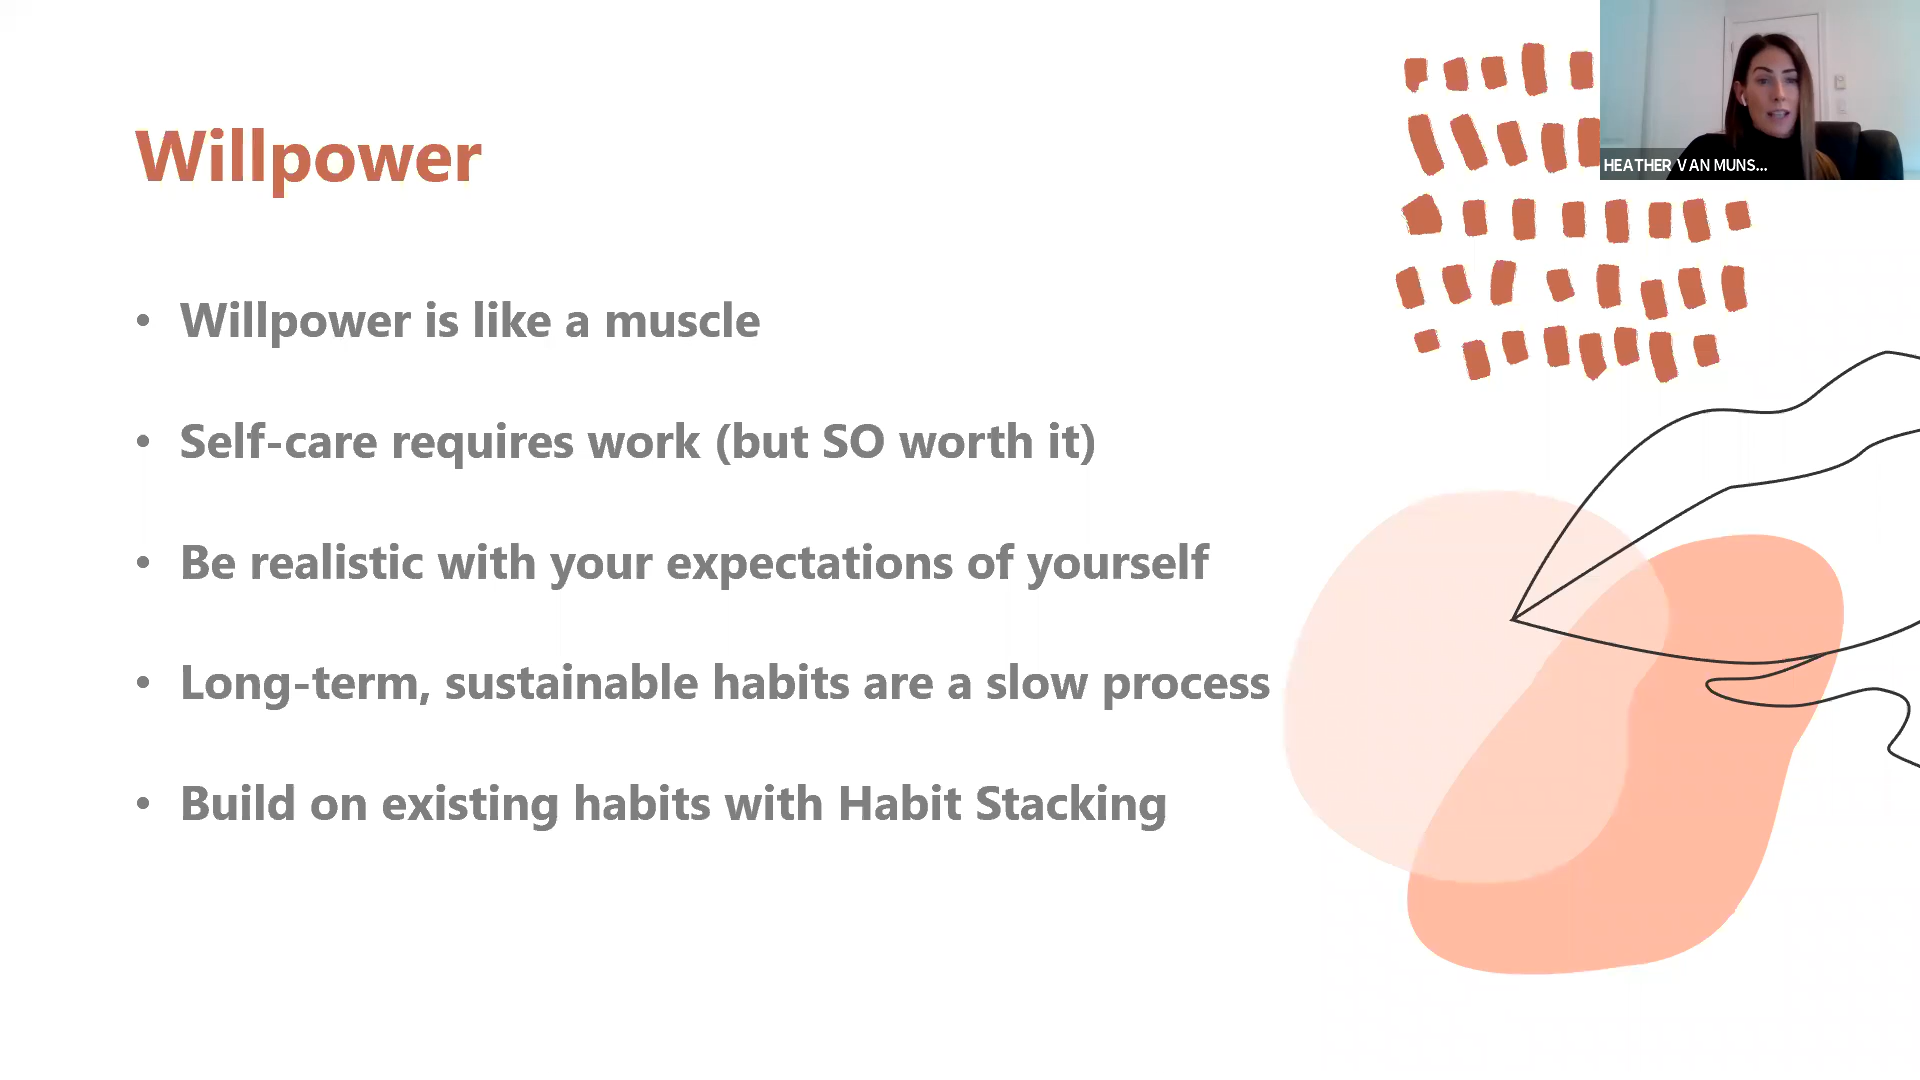 Willpower
HEATHER VAN MUNS...
• Willpower is like a muscle
• Self-care requires work (but SO worth it)
• Be realistic with your expectations of yourself
• Long-term, sustainable habits are a slow process
• Build on existing habits with Habit Stacking